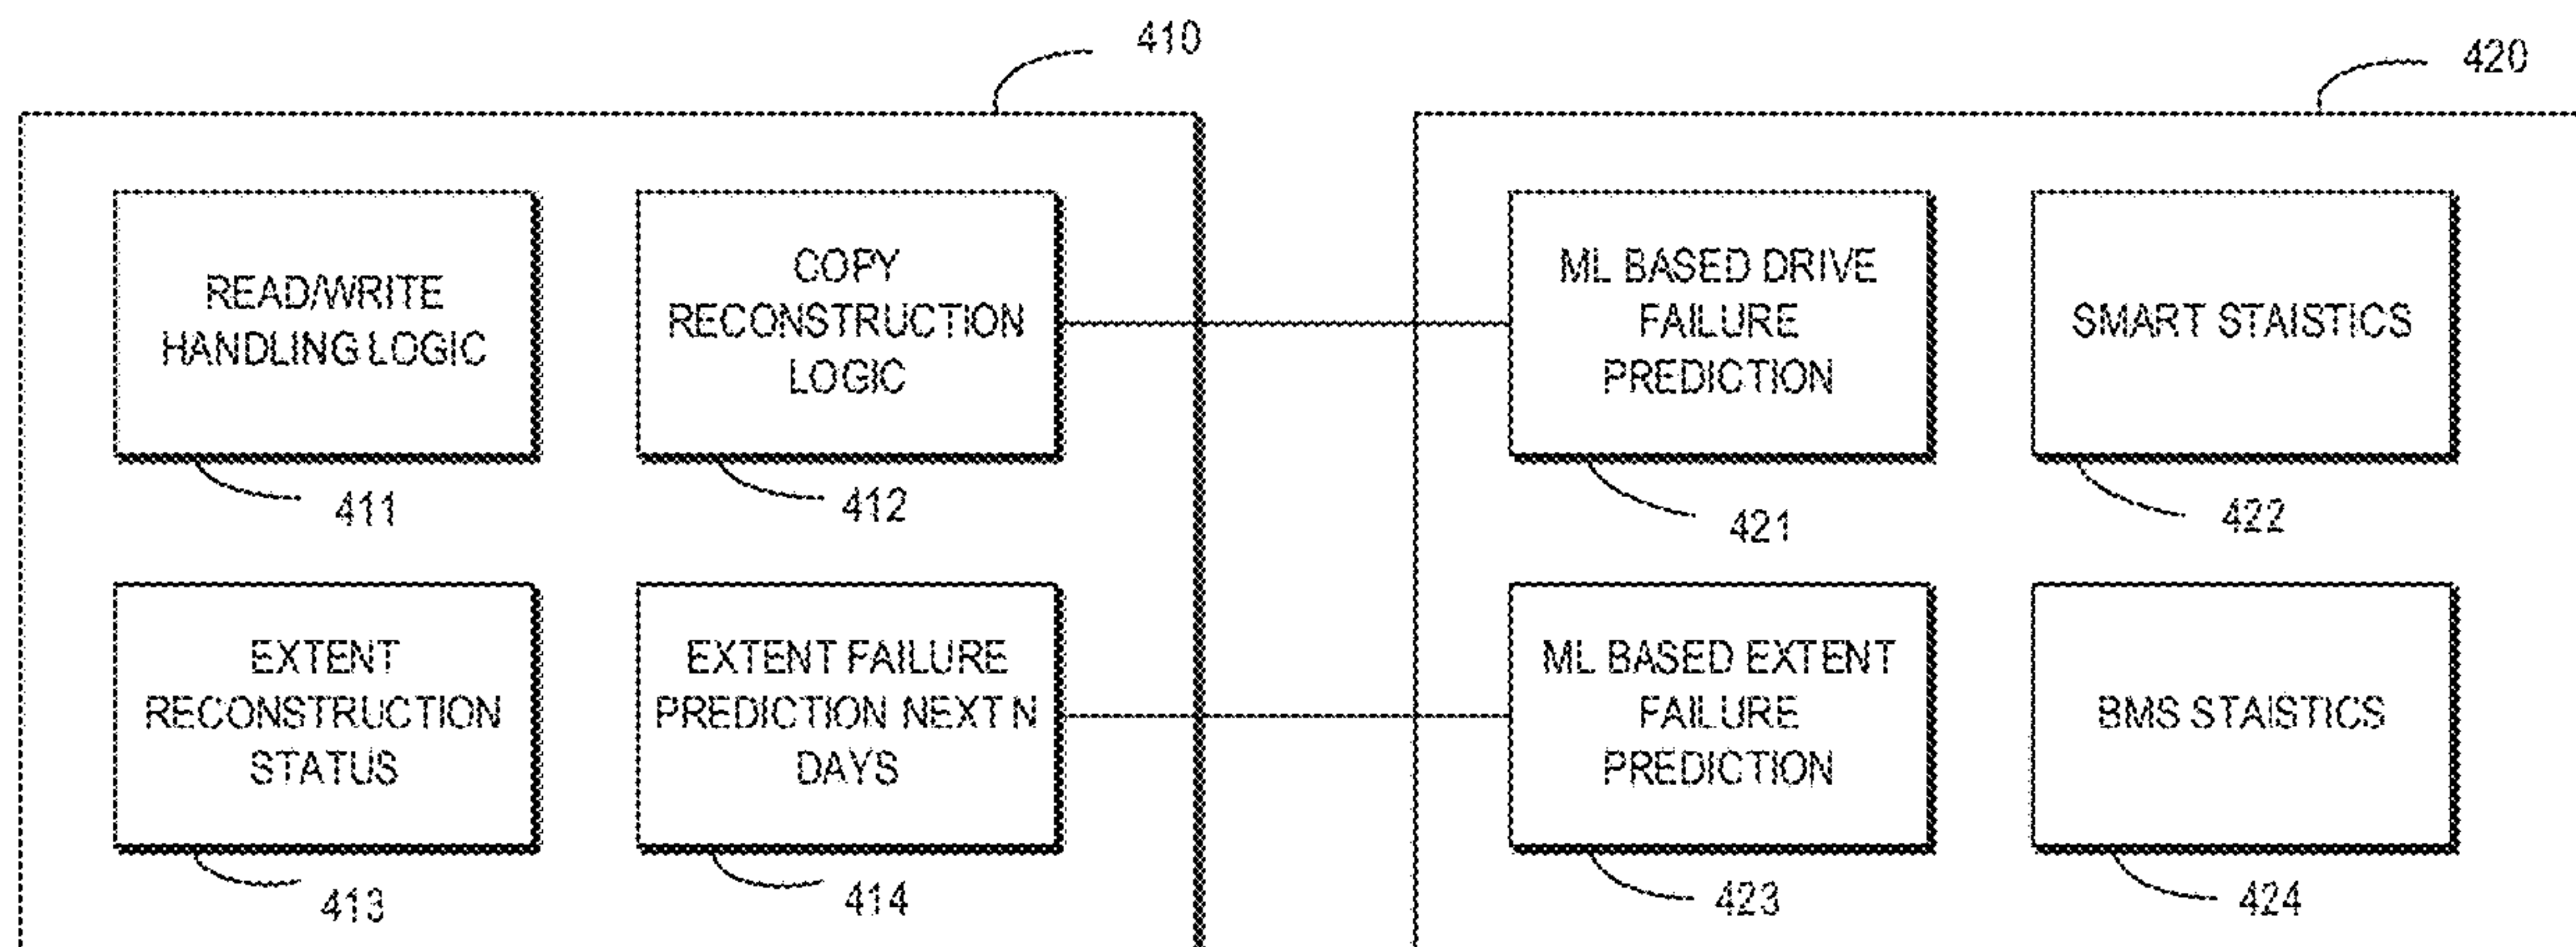 410
420
READ/WRITE
HANDLING LOGIC
COPY
RECONSTRUCTION
LOGIC
ML BASED DRIVE
FAILURE
PREDICTION
SMART STAISTICS
411
412
421
422
EXTENT
RECONSTRUCTION
STATUS
EXTENT FAILURE
PREDICTION NEXT N
DAYS
ML BASED EXTENT
FAILURE
PREDICTION
BMS STAISTICS
413
414
423
424